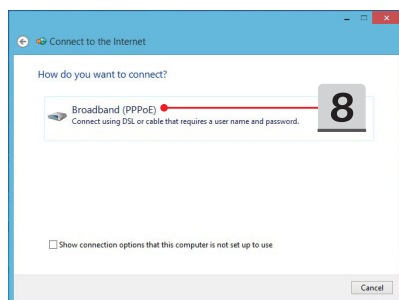 Connect to the Internet
How do you want to connect?
Broadband (PPPoE)
Connect using DSL or cable that requires a user name and password.
8
Show connection options that this computer is not set up to use
Cancel